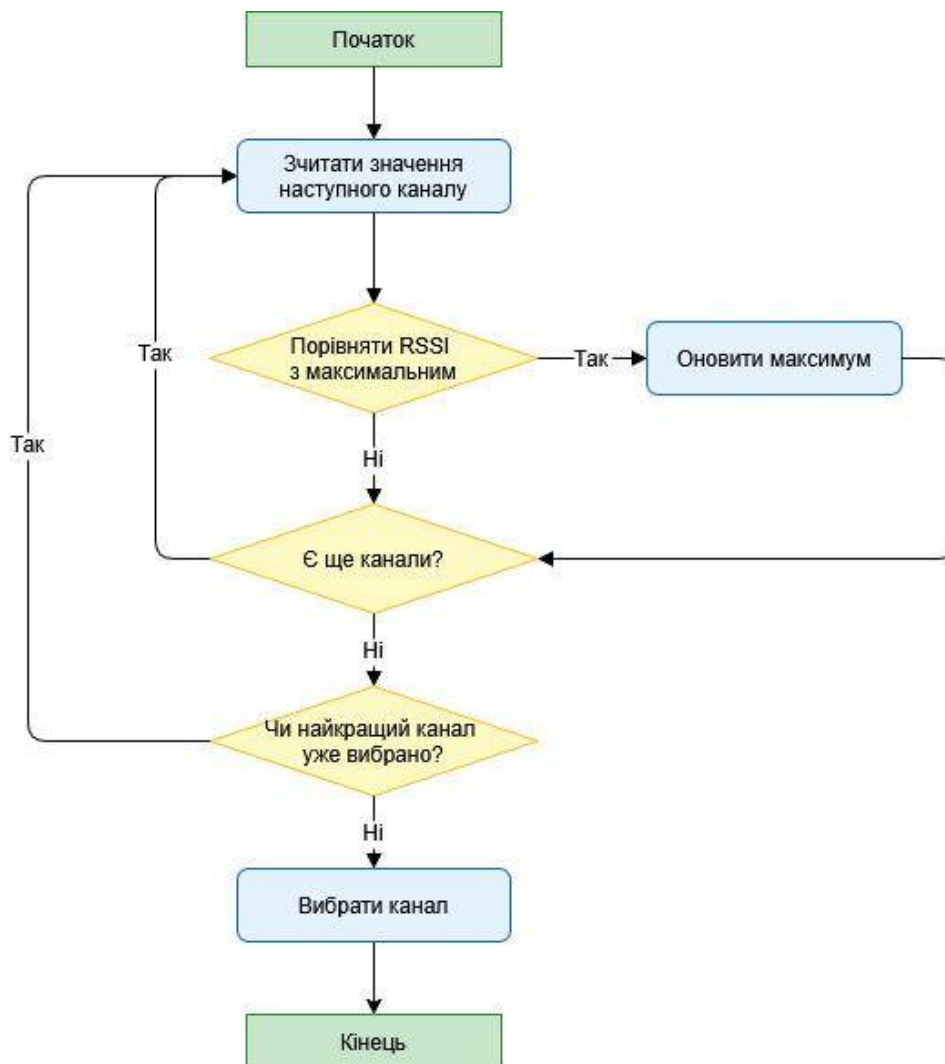 Початок
Зчитати значення
наступного каналу
Порівняти RSSI
з максимальним
Так
Оновити максимум
Так
Так
Ні
Є ще канали?
Ні
Чи найкращий канал
уже вибрано?
Ні
Вибрати канал
Кінець